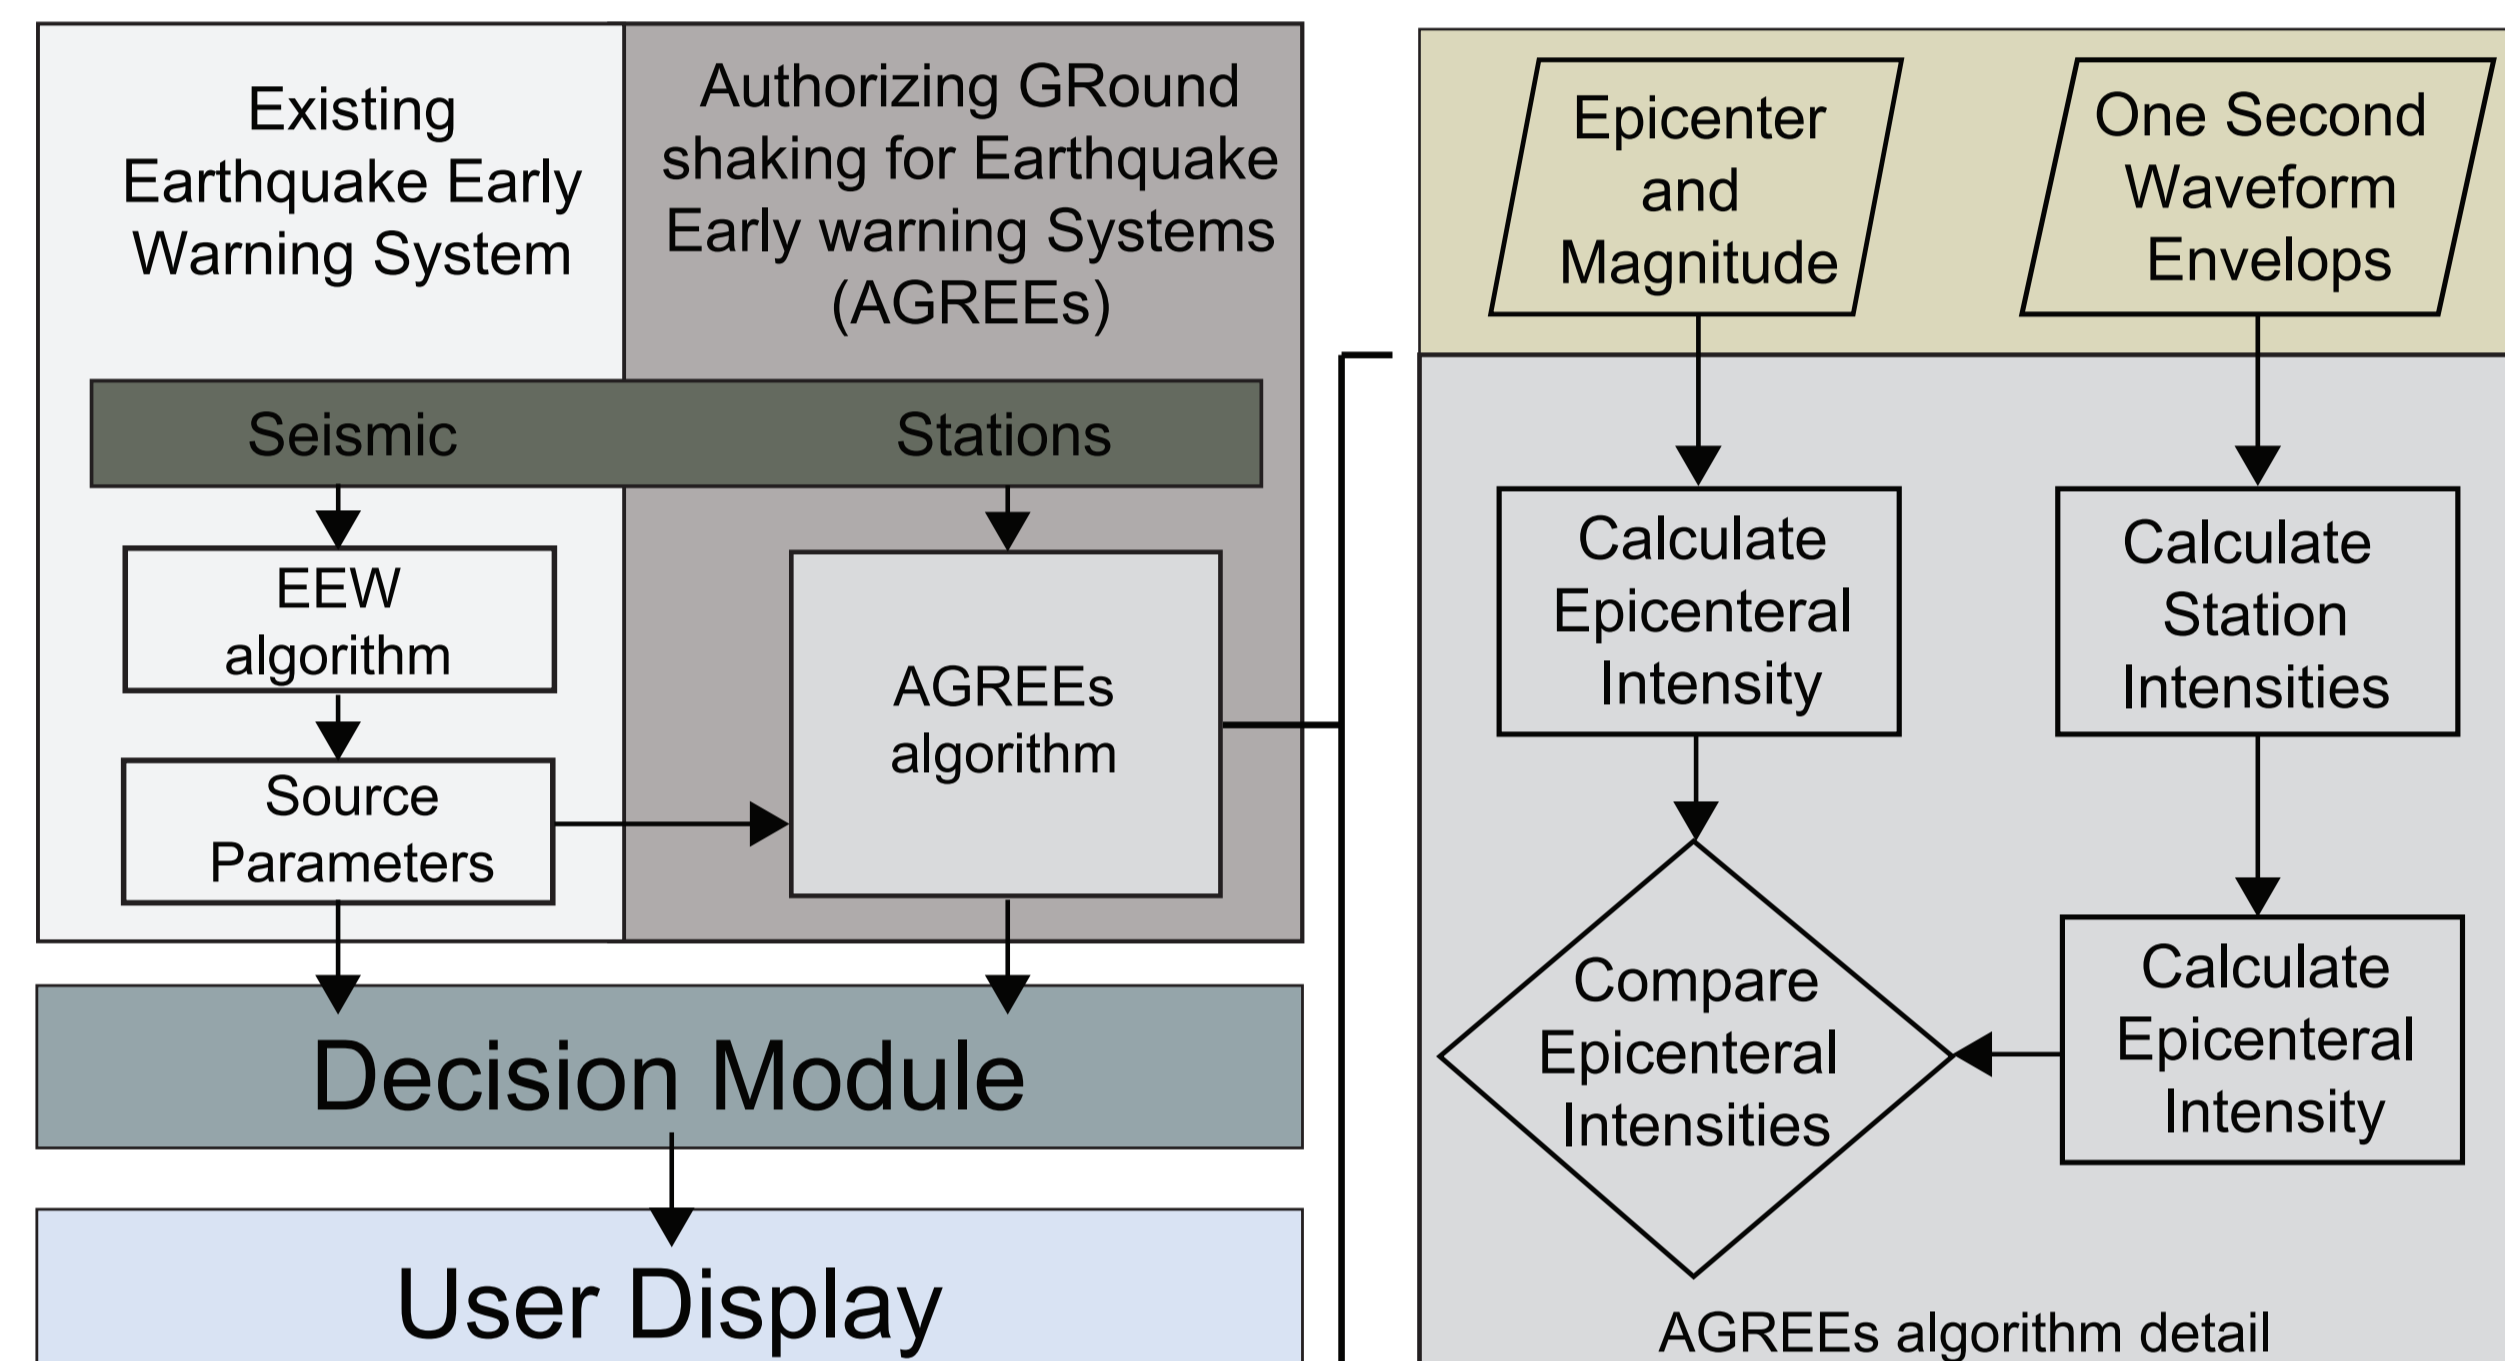 Existing
Earthquake Early
Warning System
Authorizing GRound
shaking for Earthquake
Early warning Systems
(AGREEs)
Seismic Stations
EEW
algorithm
Source
Parameters
AGREEs
algorithm
Decision Module
User Display
Epicenter
and
Magnitude
One Second
Waveform
Envelops
Calculate
Epicenteral
Intensity
Calculate
Station
Intensities
Compare
Epicenteral
Intensities
Calculate
Epicenteral
Intensity
AGREEs algorithm detail